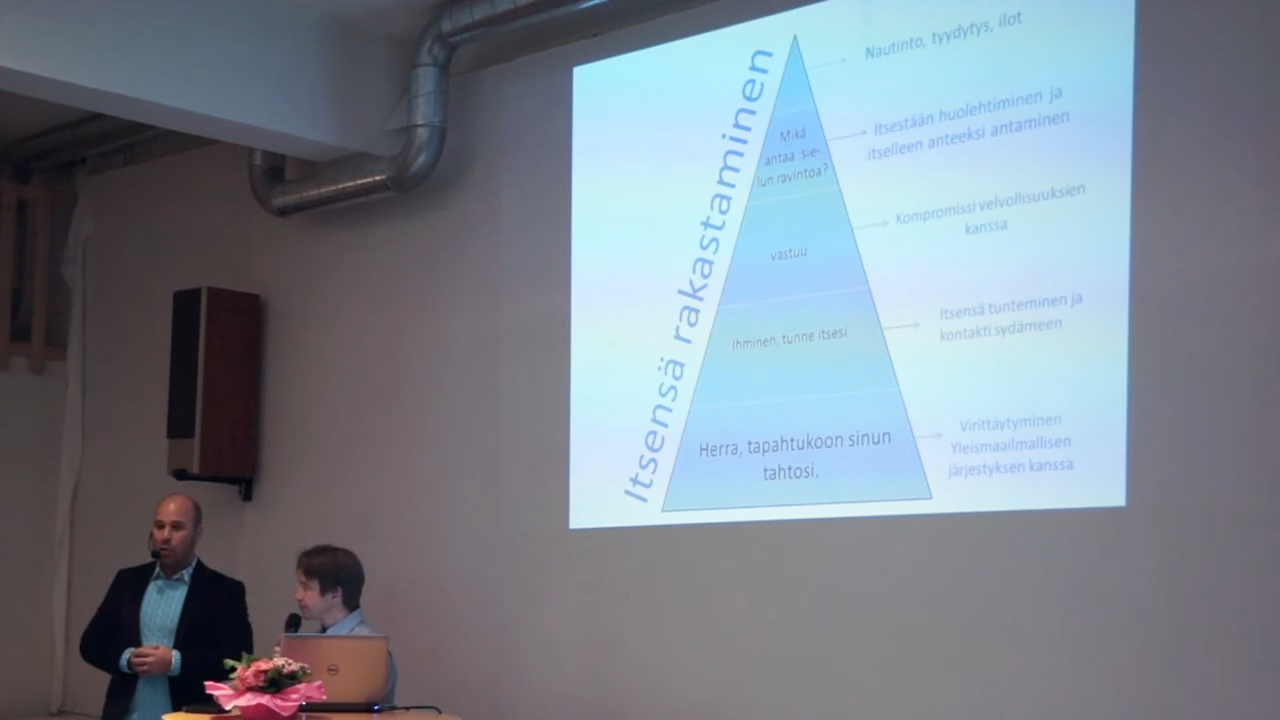 Itsensä rakastaminen
Nautinto, tyydytys, ilot
Mikä
antaa sie-
lun ravintoa?
Itsestään huolehtiminen ja
itselleen anteeksi antaminen
vastuu
Kompromissi velvollisuuksien
kanssa
Ihminen, tunne itsesi
Itsensä tunteminen ja
kontakti sydämeen
Herra, tapahtukoon sinun
tahtosi.
Virittäytyminen
Yleismaailmallisen
järjestyksen kanssa
DELL